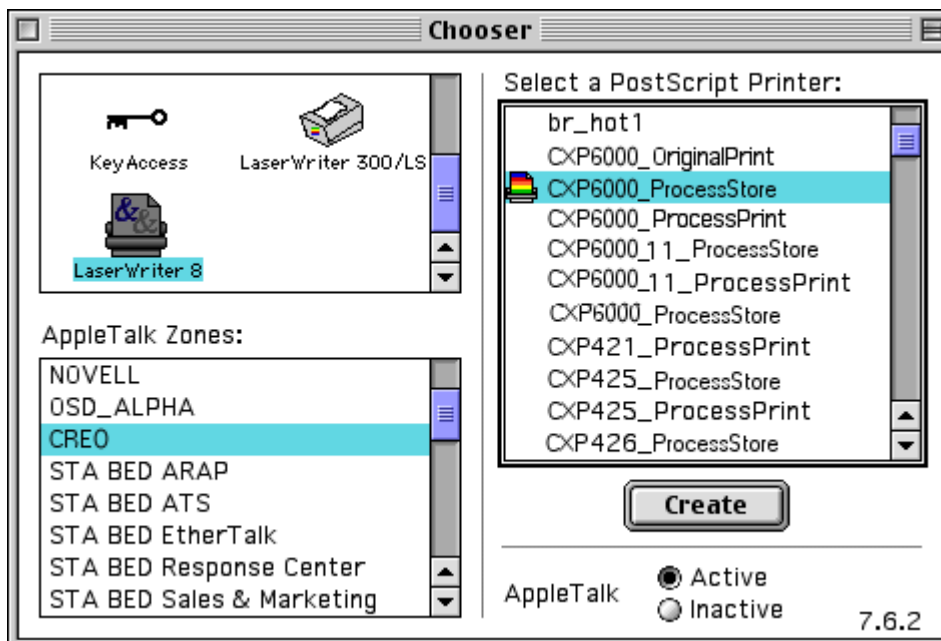 Chooser
KeyAccess
LaserWriter 300/LS
LaserWriter 8
AppleTalk Zones:
NOVELL
OSD_ALPHA
CREO
STA BED ARAP
STA BED ATS
STA BED EtherTalk
STA BED Response Center
STA BED Sales & Marketing
Select a PostScript Printer:
br_hot1
CXP6000_OriginalPrint
CXP6000_ProcessStore
CXP6000_ProcessPrint
CXP6000_11_ProcessStore
CXP6000_11_ProcessPrint
CXP6000_ProcessStore
CXP421_ProcessPrint
CXP425_ProcessStore
CXP425_ProcessPrint
CXP426_ProcessStore
Create
AppleTalk
Active
Inactive
7.6.2